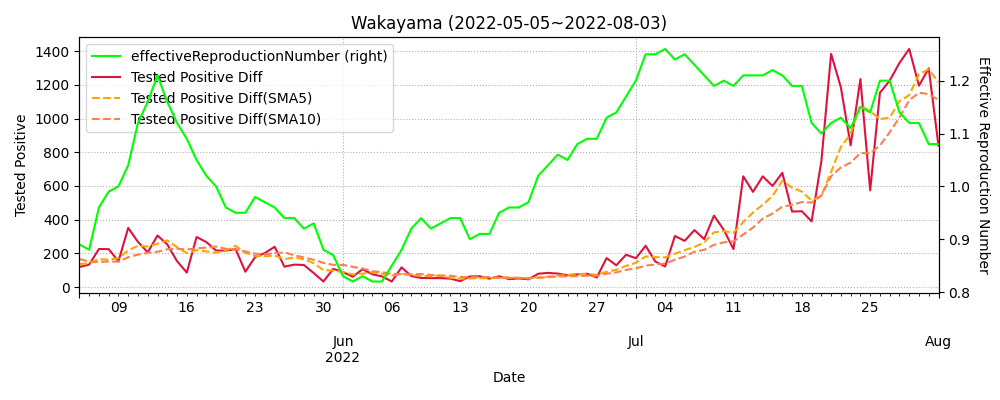 Wakayama (2022-05-05~2022-08-03)
effectiveReproductionNumber (right)
Tested Positive Diff
Tested Positive Diff(SMA5)
Tested Positive Diff(SMA10)
Tested Positive
1400
1200
1000
800
600
400
200
0
1.2
1.1
1.0
0.9
0.8
Effective Reproduction Number
09 16 23 30 06 13 20 27 04 11 18 25
Jun Jul Aug
2022
Date